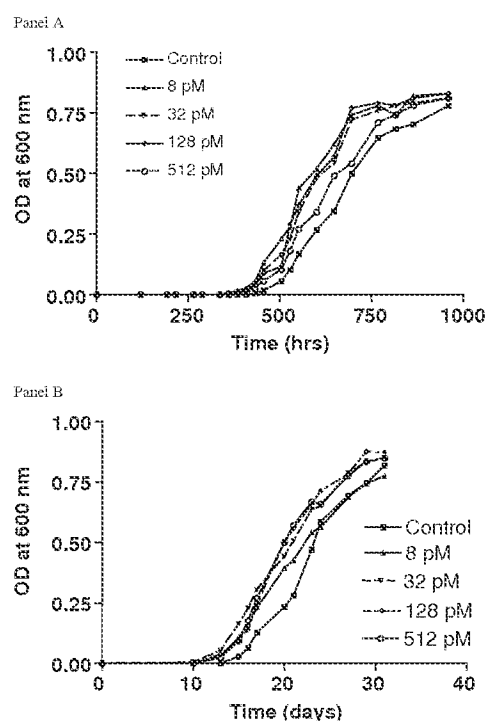 Panel A
1.00
0.75
0.50
0.25
0.00
OD at 600 nm
Control
8 pM
32 pM
128 pM
512 pM
0
250
500
750
1000
Time (hrs)
Panel B
1.00
0.75
0.50
0.25
0.00
OD at 600 nm
Control
8 pM
32 pM
128 pM
512 pM
0
10
20
30
40
Time (days)